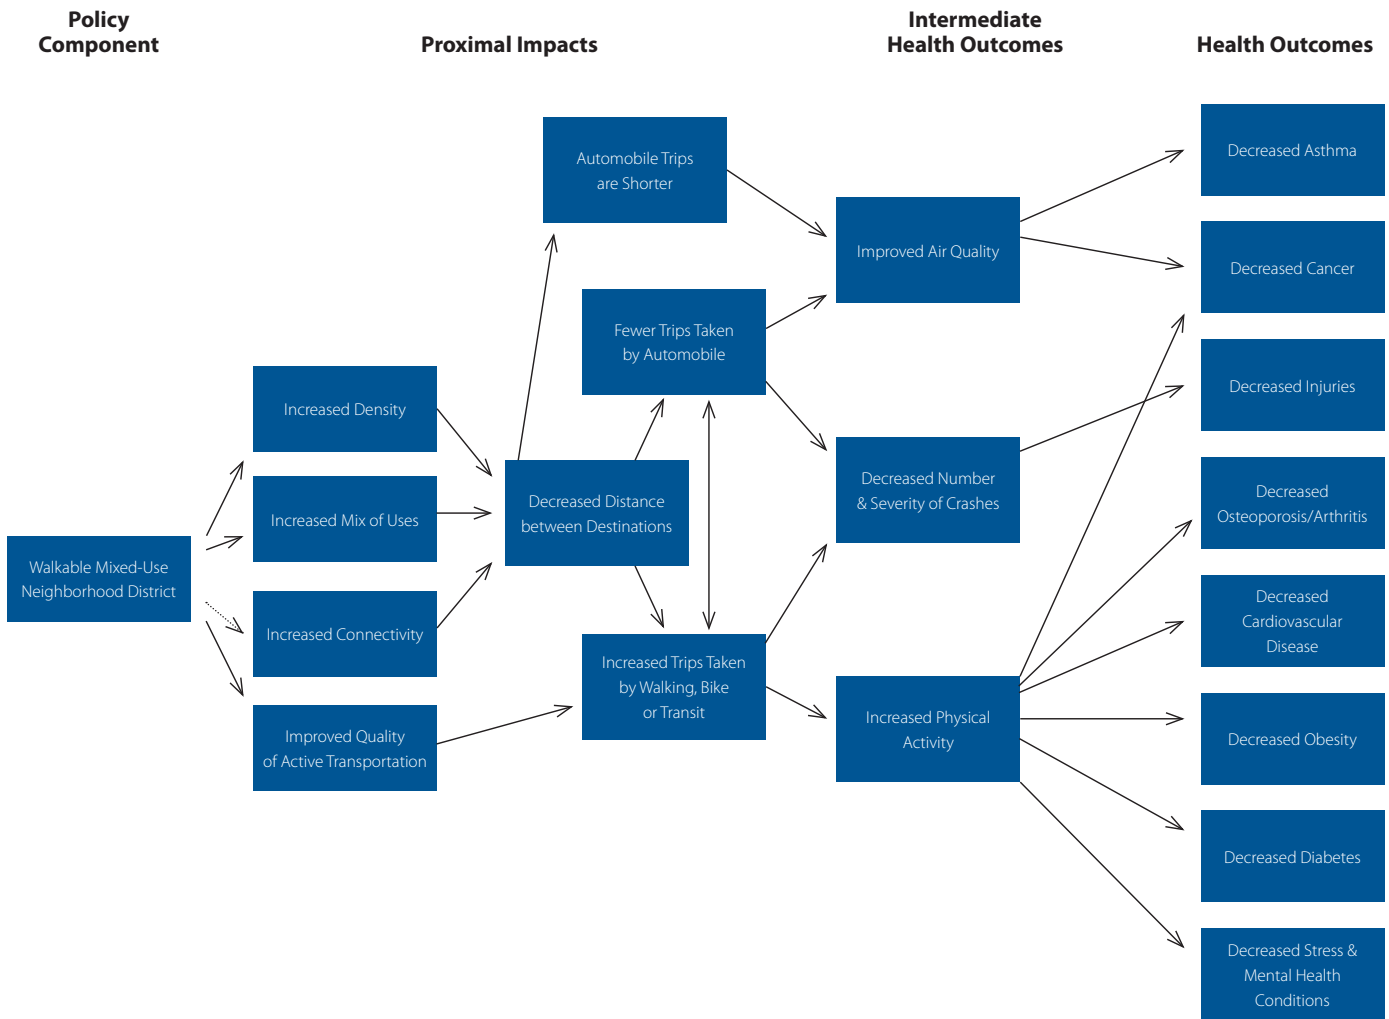 Policy
Component
Proximal Impacts
Intermediate
Health Outcomes
Health Outcomes
Walkable Mixed-Use
Neighborhood District
Increased Density
Increased Mix of Uses
Increased Connectivity
Improved Quality
of Active Transportation
Automobile Trips
are Shorter
Fewer Trips Taken
by Automobile
Decreased Distance
between Destinations
Increased Trips Taken
by Walking, Bike
or Transit
Improved Air Quality
Decreased Number
& Severity of Crashes
Increased Physical
Activity
Decreased Asthma
Decreased Cancer
Decreased Injuries
Decreased
Osteoporosis/Arthritis
Decreased
Cardiovascular
Disease
Decreased Obesity
Decreased Diabetes
Decreased Stress &
Mental Health
Conditions